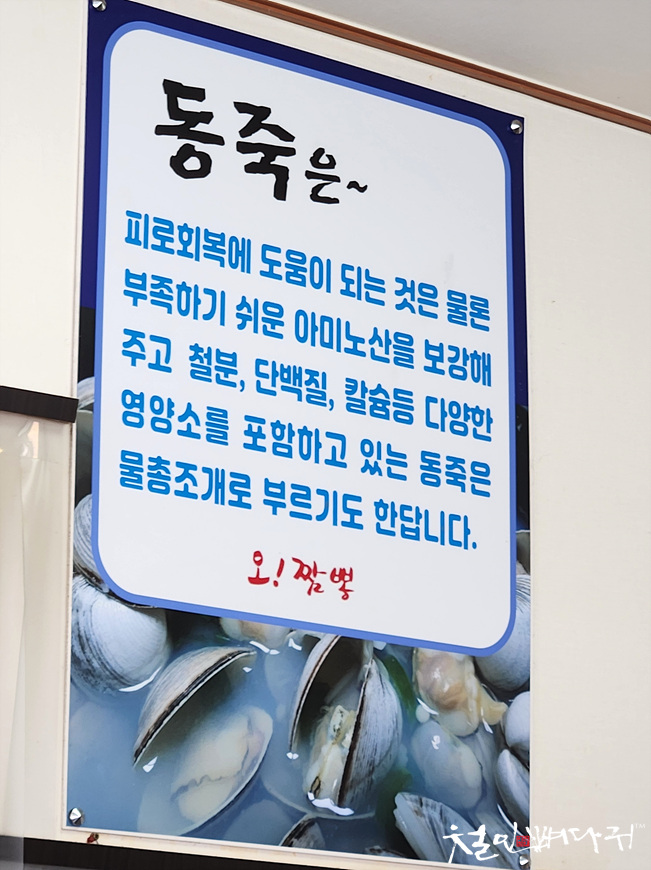 동죽은~
피로회복에 도움이 되는 것은 물론
부족하기 쉬운 아미노산을 보강해
주고 철분, 단백질, 칼슘등 다양한
영양소를 포함하고 있는 동죽은
물총조개로 부르기도 한답니다.
오! 짬뽕